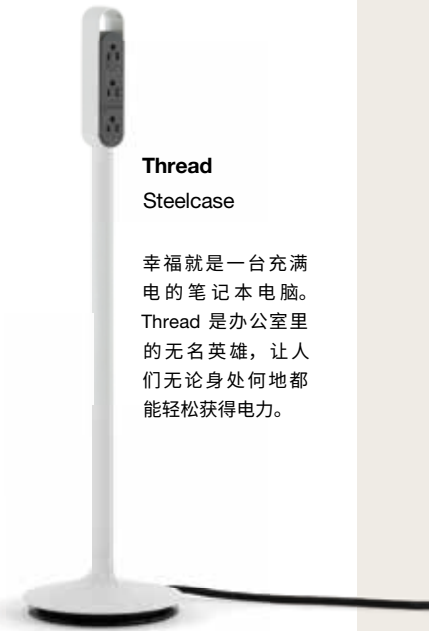 Thread
Steelcase
幸福就是一台充满
电的笔记本电脑。
Thread 是办公室里
的无名英雄，让人
们无论身处何地都
能轻松获得电力。